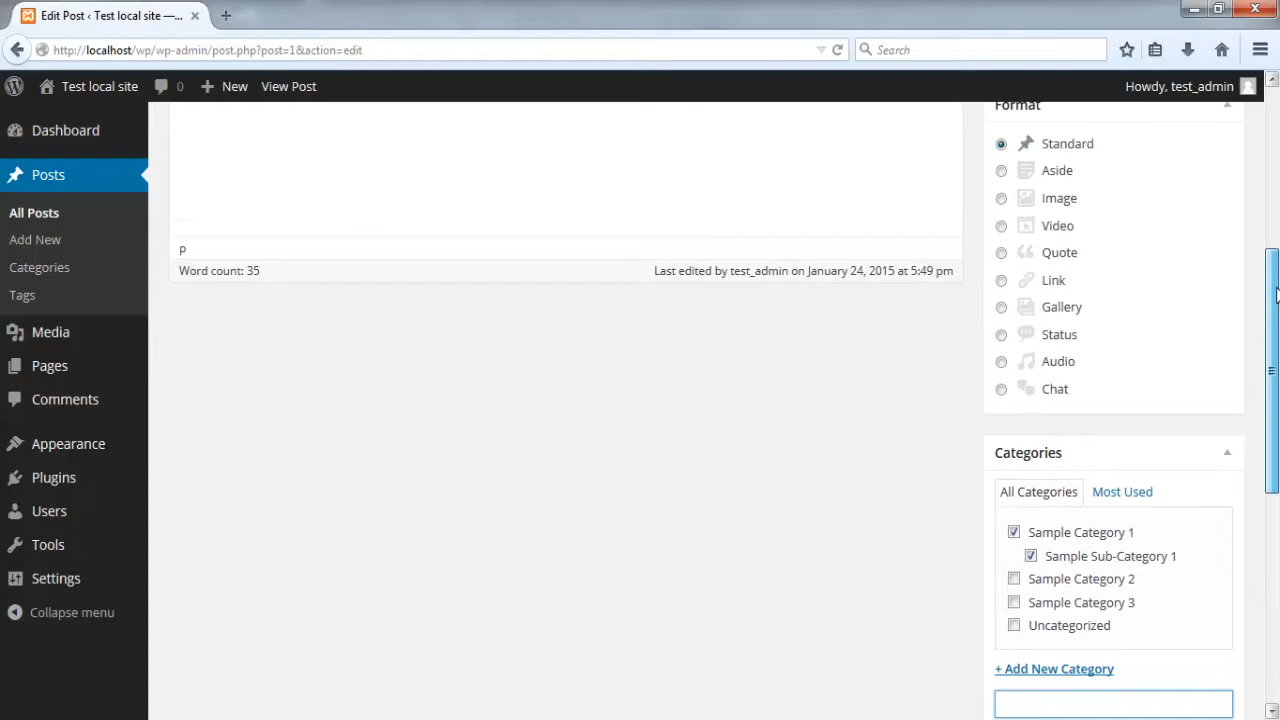 Edit Post ‹ Test local site —...
http://localhost/wp/wp-admin/post.php?post=1&action=edit
Search
Test local site
0
New
View Post
Howdy, test_admin
Dashboard
Posts
All Posts
Add New
Categories
Tags
Media
Pages
Comments
Appearance
Plugins
Users
Tools
Settings
Collapse menu
p
Word count: 35
Last edited by test_admin on January 24, 2015 at 5:49 pm
Format
Standard
Aside
Image
Video
Quote
Link
Gallery
Status
Audio
Chat
Categories
All Categories
Most Used
Sample Category 1
Sample Sub-Category 1
Sample Category 2
Sample Category 3
Uncategorized
+ Add New Category